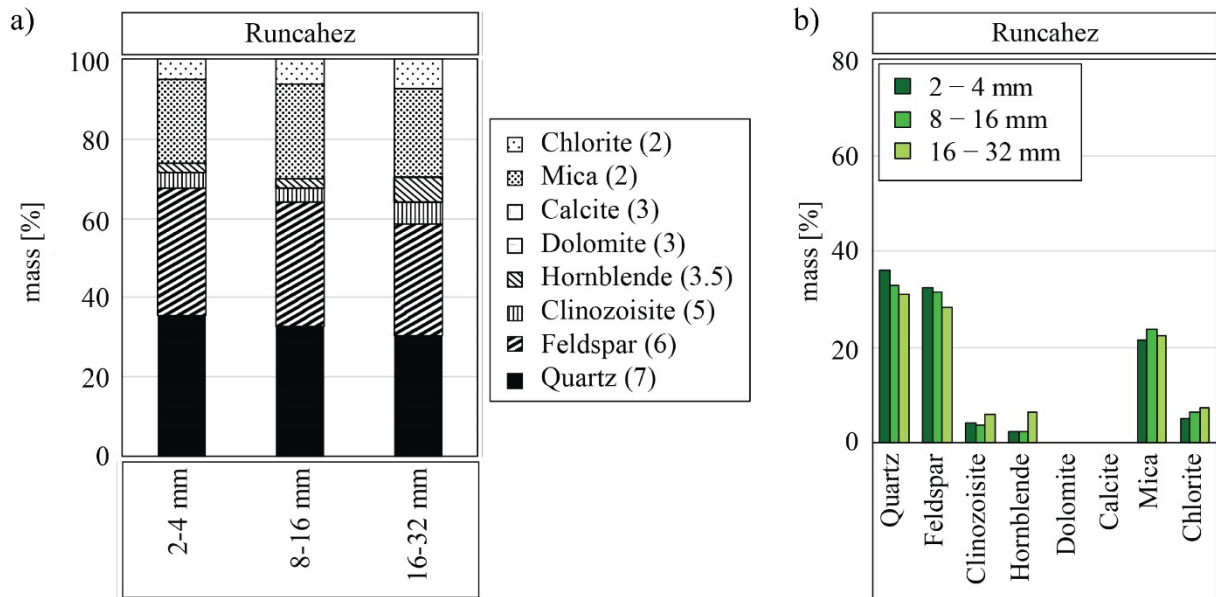 a)
Runcahez
mass [%]
100
80
60
40
20
0
2-4 mm
8-16 mm
16-32 mm
Chlorite (2)
Mica (2)
Calcite (3)
Dolomite (3)
Hornblende (3.5)
Clinozoisite (5)
Feldspar (6)
Quartz (7)
b)
Runcahez
mass [%]
80
60
40
20
0
2 – 4 mm
8 – 16 mm
16 – 32 mm
Quartz
Feldspar
Clinozoisite
Hornblende
Dolomite
Calcite
Mica
Chlorite